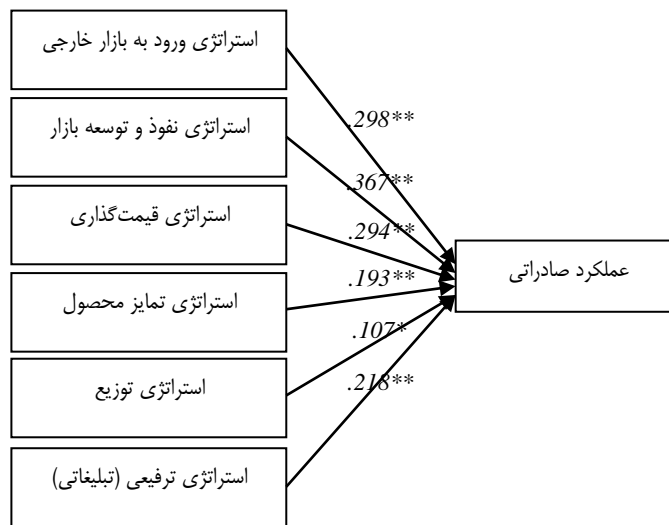 استراتژی ورود به بازار خارجی
استراتژی نفوذ و توسعه بازار
استراتژی قیمت‌گذاری
استراتژی تمایز محصول
استراتژی توزیع
استراتژی ترفیعی (تبلیغاتی)
.298**
.367**
.294**
.193**
.107*
.218**
عملکرد صادراتی